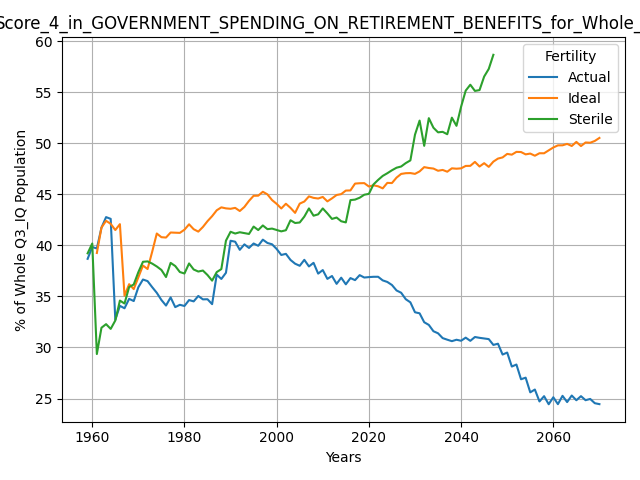 Score_4_in_GOVERNMENT_SPENDING_ON_RETIREMENT_BENEFITS_for_Whole_
% of Whole Q3_IQ Population
60
55
50
45
40
35
30
25
Fertility
Actual
Ideal
Sterile
1960 1980 2000 2020 2040 2060
Years